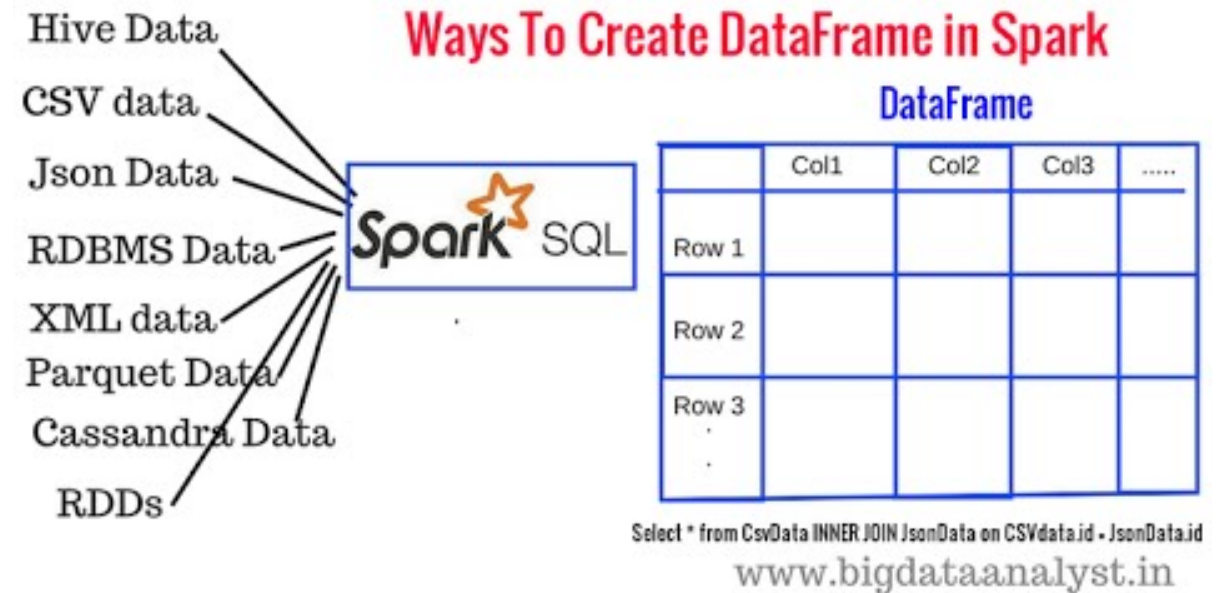 Ways To Create DataFrame in Spark
Hive Data
CSV data
Json Data
RDBMS Data
XML data
Parquet Data
Cassandra Data
RDDs
Spark SQL
DataFrame
Col1 Col2 Col3 .....
Row 1
Row 2
Row 3
.
.
Select * from CsvData INNER JOIN JsonData on CSVdata.id = JsonData.id
www.bigdataanalyst.in